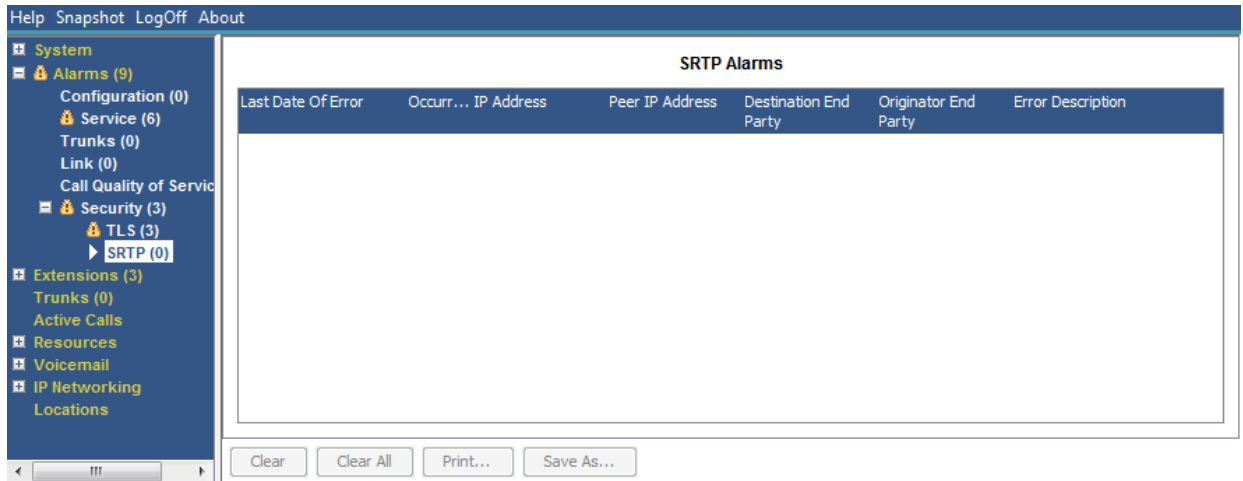 Help Snapshot LogOff About
System
Alarms (9)
Configuration (0)
Service (6)
Trunks (0)
Link (0)
Call Quality of Servic
Security (3)
TLS (3)
SRTP (0)
Extensions (3)
Trunks (0)
Active Calls
Resources
Voicemail
IP Networking
Locations
SRTP Alarms
Last Date Of Error Occurr... IP Address Peer IP Address Destination End Party Originator End Party Error Description
Clear Clear All Print... Save As...